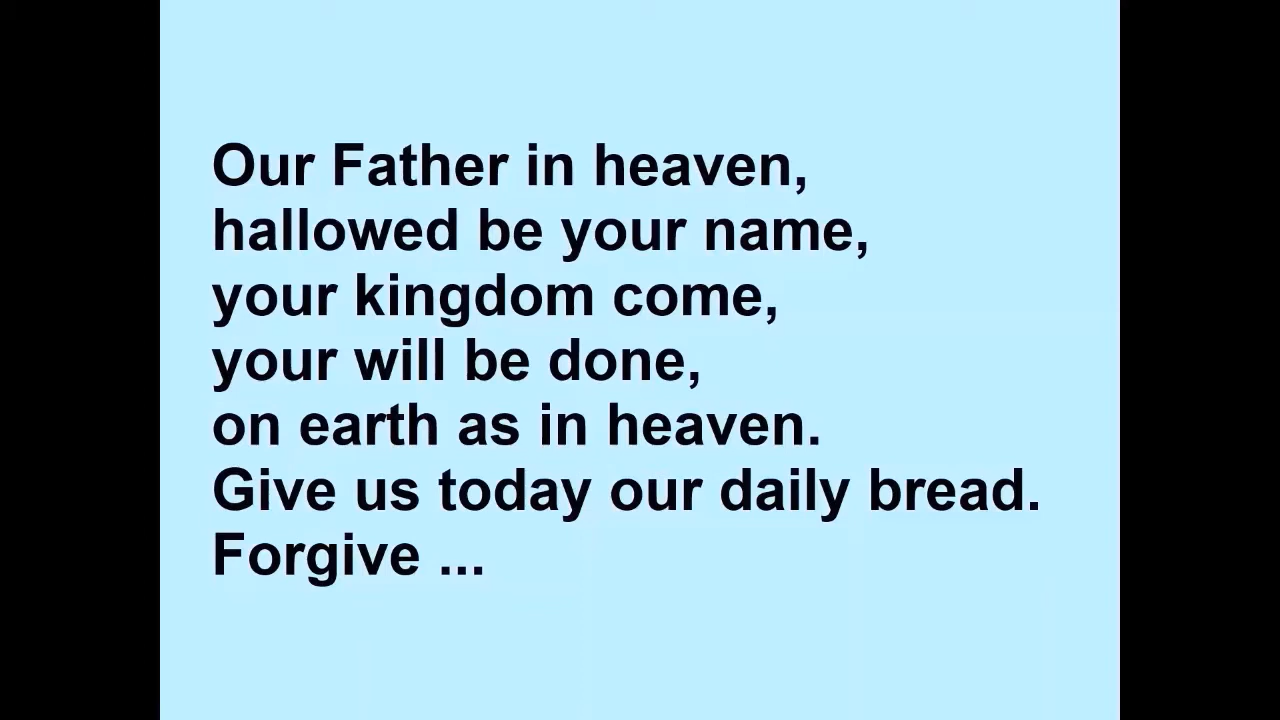 Our Father in heaven,
hallowed be your name,
your kingdom come,
your will be done,
on earth as in heaven.
Give us today our daily bread.
Forgive ...